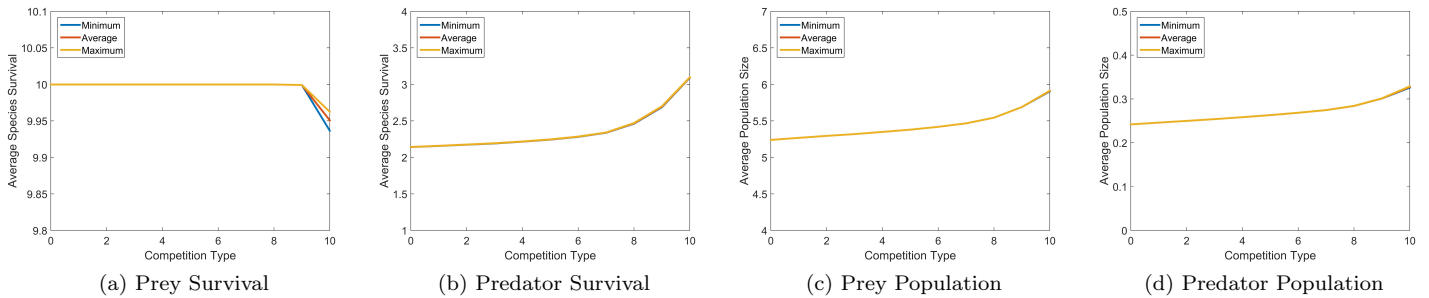 10.1
10.05
10
9.95
9.9
9.85
9.8
Average Species Survival
Minimum
Average
Maximum
0 2 4 6 8 10
Competition Type
(a) Prey Survival
4
3.5
3
2.5
2
1.5
1
Average Species Survival
Minimum
Average
Maximum
0 2 4 6 8 10
Competition Type
(b) Predator Survival
7
6.5
6
5.5
5
4.5
4
Average Population Size
Minimum
Average
Maximum
0 2 4 6 8 10
Competition Type
(c) Prey Population
0.5
0.4
0.3
0.2
0.1
0
Average Population Size
Minimum
Average
Maximum
0 2 4 6 8 10
Competition Type
(d) Predator Population